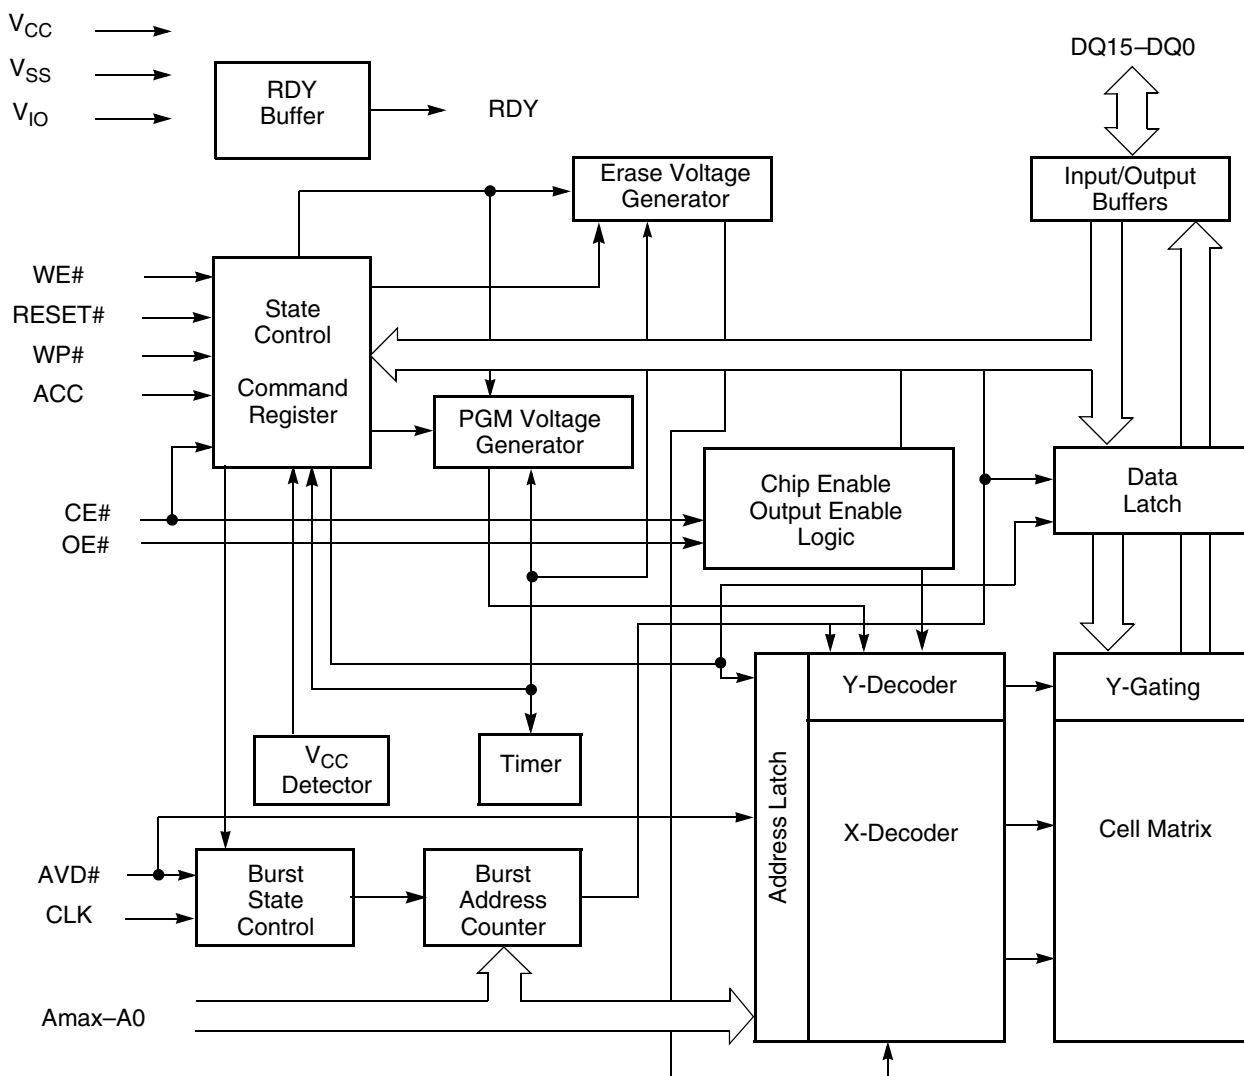 VCC
VSS
VIO
RDY
Buffer
RDY
DQ15–DQ0
Erase Voltage
Generator
Input/Output
Buffers
WE#
RESET#
WP#
ACC
State
Control
Command
Register
PGM Voltage
Generator
CE#
OE#
Chip Enable
Output Enable
Logic
Data
Latch
Y-Decoder
Y-Gating
VCC
Detector
Timer
Address Latch
X-Decoder
Cell Matrix
AVD#
CLK
Burst
State
Control
Burst
Address
Counter
Amax–A0